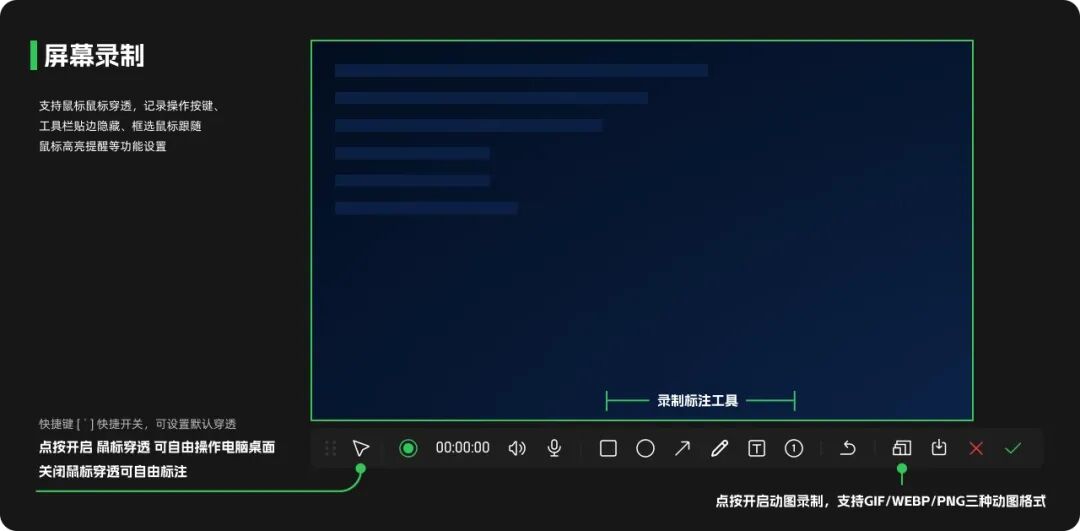 屏幕录制
支持鼠标鼠标穿透，记录操作按键、
工具栏贴边隐藏、框选鼠标跟随
鼠标高亮提醒等功能设置
录制标注工具
快捷键 [ ` ] 快捷开关，可设置默认穿透
点按开启 鼠标穿透 可自由操作电脑桌面
关闭鼠标穿透可自由标注
00:00:00
T
1
点按开启动图录制，支持GIF/WEBP/PNG三种动图格式